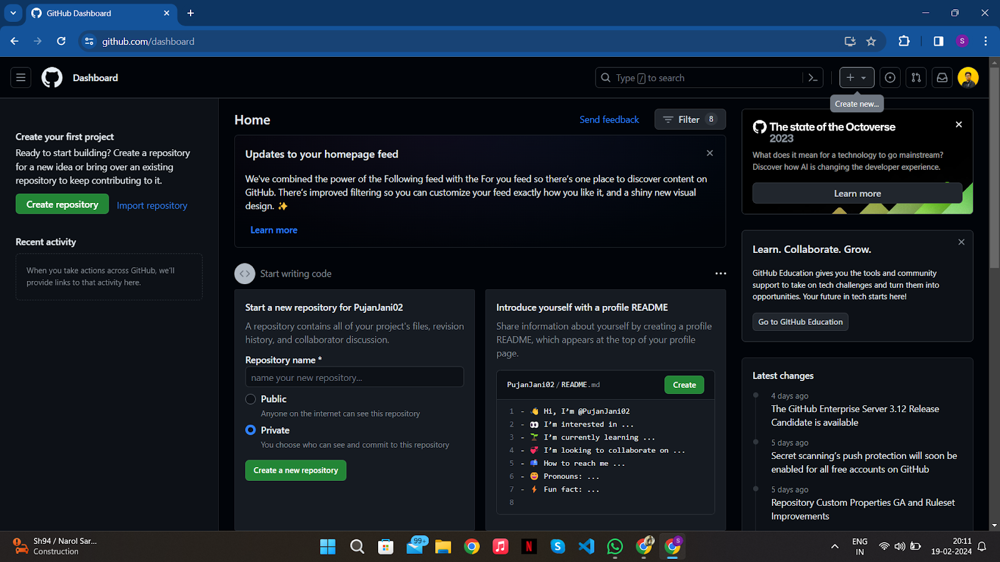 GitHub Dashboard
github.com/dashboard
S
Dashboard
Type / to search
Create new...
Create your first project
Ready to start building? Create a repository
for a new idea or bring over an existing
repository to keep contributing to it.
Create repository
Import repository
Recent activity
When you take actions across GitHub, we'll
provide links to that activity here.
Home
Send feedback
Filter 8
Updates to your homepage feed
We've combined the power of the Following feed with the For you feed so there's one place to discover content on
GitHub. There's improved filtering so you can customize your feed exactly how you like it, and a shiny new visual
design. ✨
Learn more
Start writing code
Start a new repository for PujanJani02
A repository contains all of your project's files, revision
history, and collaborator discussion.
Repository name *
name your new repository...
Public
Anyone on the internet can see this repository
Private
You choose who can see and commit to this repository
Create a new repository
Introduce yourself with a profile README
Share information about yourself by creating a profile
README, which appears at the top of your profile
page.
PujanJani02 / README.md
Create
1 - 👋 Hi, I'm @PujanJani02
2 - 👀 I'm interested in ...
3 - 🌱 I'm currently learning ...
4 - 💞️ I'm looking to collaborate on ...
5 - 📫 How to reach me ...
6 - 😄 Pronouns: ...
7 - ⚡ Fun fact: ...
8
The state of the Octoverse
2023
What does it mean for a technology to go mainstream?
Discover how AI is changing the developer experience.
Learn more
Learn. Collaborate. Grow.
GitHub Education gives you the tools and community
support to take on tech challenges and turn them into
opportunities. Your future in tech starts here!
Go to GitHub Education
Latest changes
4 days ago
The GitHub Enterprise Server 3.12 Release
Candidate is available
5 days ago
Secret scanning's push protection will soon be
enabled for all free accounts on GitHub
5 days ago
Repository Custom Properties GA and Ruleset
Improvements
Sh94 / Narol Sar...
Construction
99+
N
S
S
ENG
IN
20:11
19-02-2024